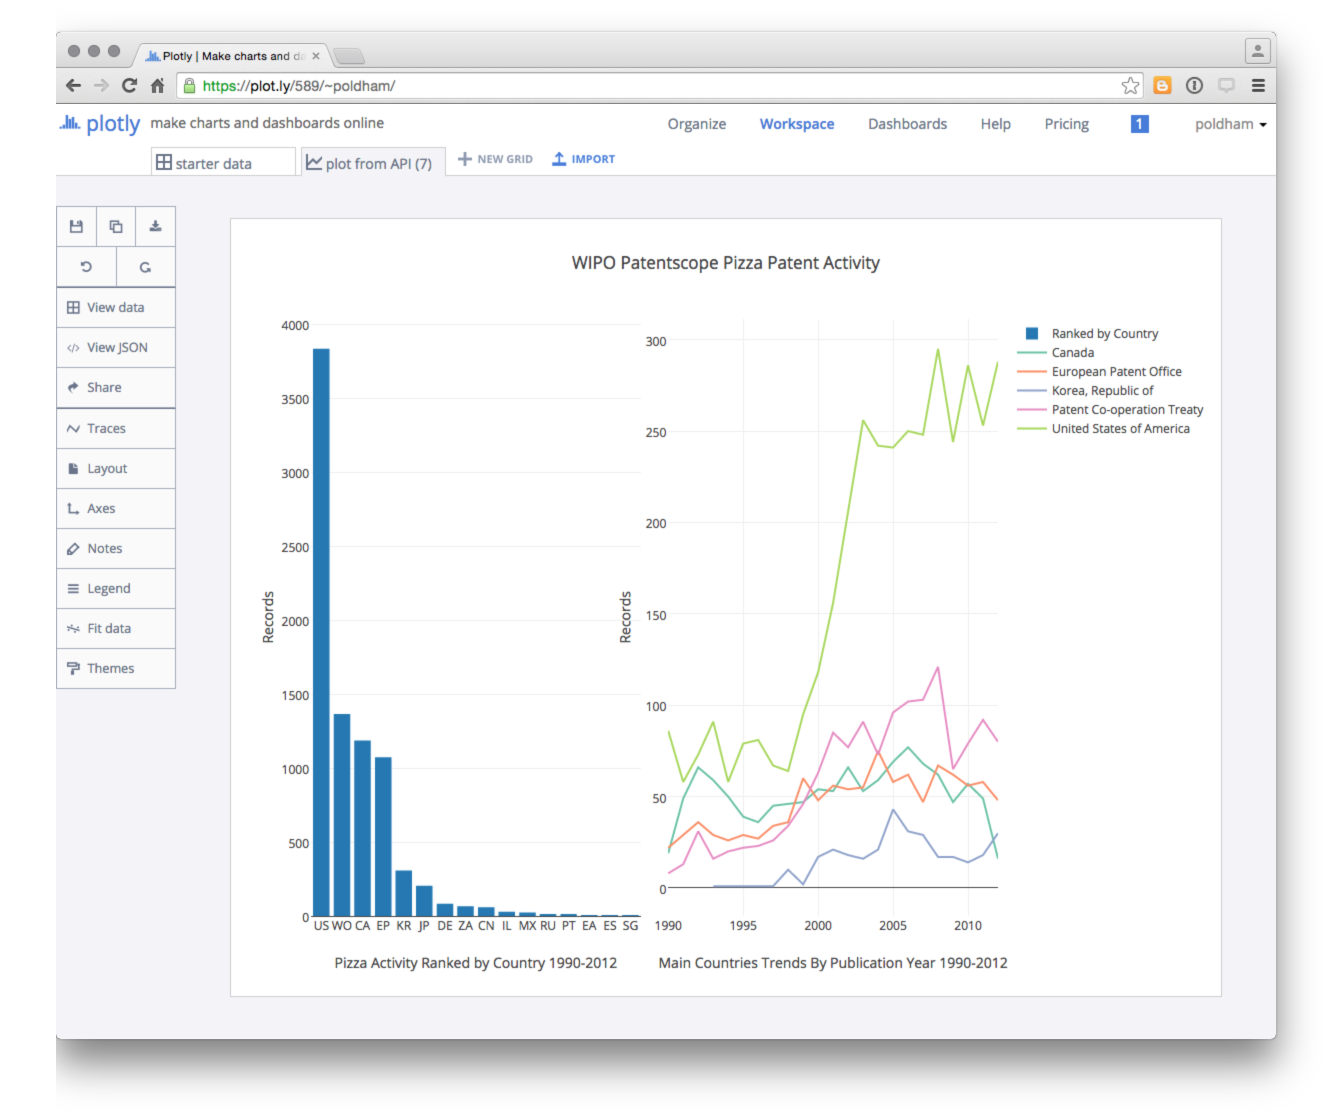 Plotly | Make charts and da
https://plot.ly/589/~poldham/
plotly make charts and dashboards online Organize Workspace Dashboards Help Pricing 1 poldham
starter data plot from API (7) NEW GRID IMPORT
View data
View JSON
Share
Traces
Layout
Axes
Notes
Legend
Fit data
Themes
WIPO Patentscope Pizza Patent Activity
4000
3500
3000
2500
2000
1500
1000
500
0
Records
US WO CA EP KR JP DE ZA CN IL MX RU PT EA ES SG
Pizza Activity Ranked by Country 1990-2012
300
250
200
150
100
50
0
Records
1990 1995 2000 2005 2010
Main Countries Trends By Publication Year 1990-2012
Ranked by Country
Canada
European Patent Office
Korea, Republic of
Patent Co-operation Treaty
United States of America